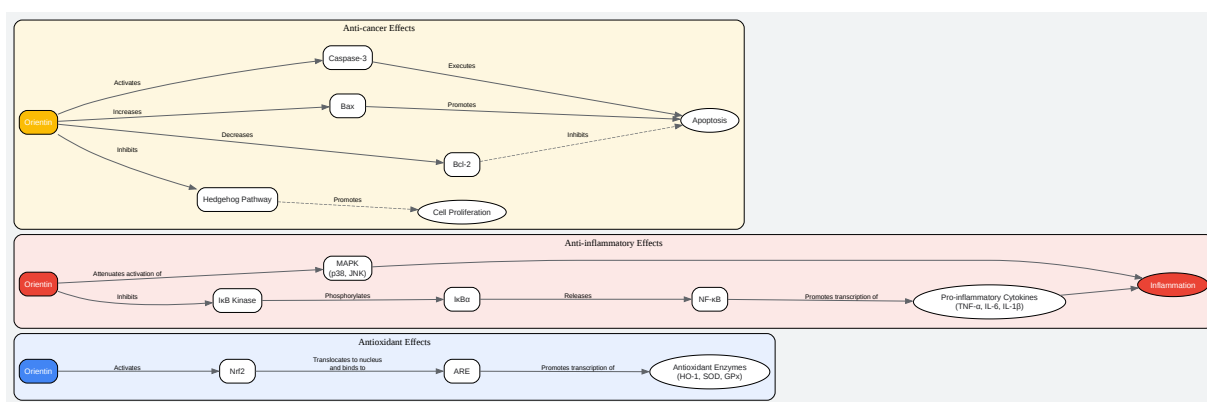 Anti-cancer Effects
Caspase-3
Executes
Activates
Bax
Increases
Promotes
Orientin
Apoptosis
Decreases
Inhibits
Inhibits
Bcl-2
Hedgehog Pathway
Promotes
Cell Proliferation
Anti-inflammatory Effects
MAPK
(p38, JNK)
Attenuates activation of
Orientin
Inflammation
Inhibits
IκB Kinase
Phosphorylates
IκBα
Releases
NF-κB
Promotes transcription of
Pro-inflammatory Cytokines
(TNF-α, IL-6, IL-1β)
Antioxidant Effects
Orientin
Activates
Nrf2
Translocates to nucleus
and binds to
ARE
Promotes transcription of
Antioxidant Enzymes
(HO-1, SOD, GPx)